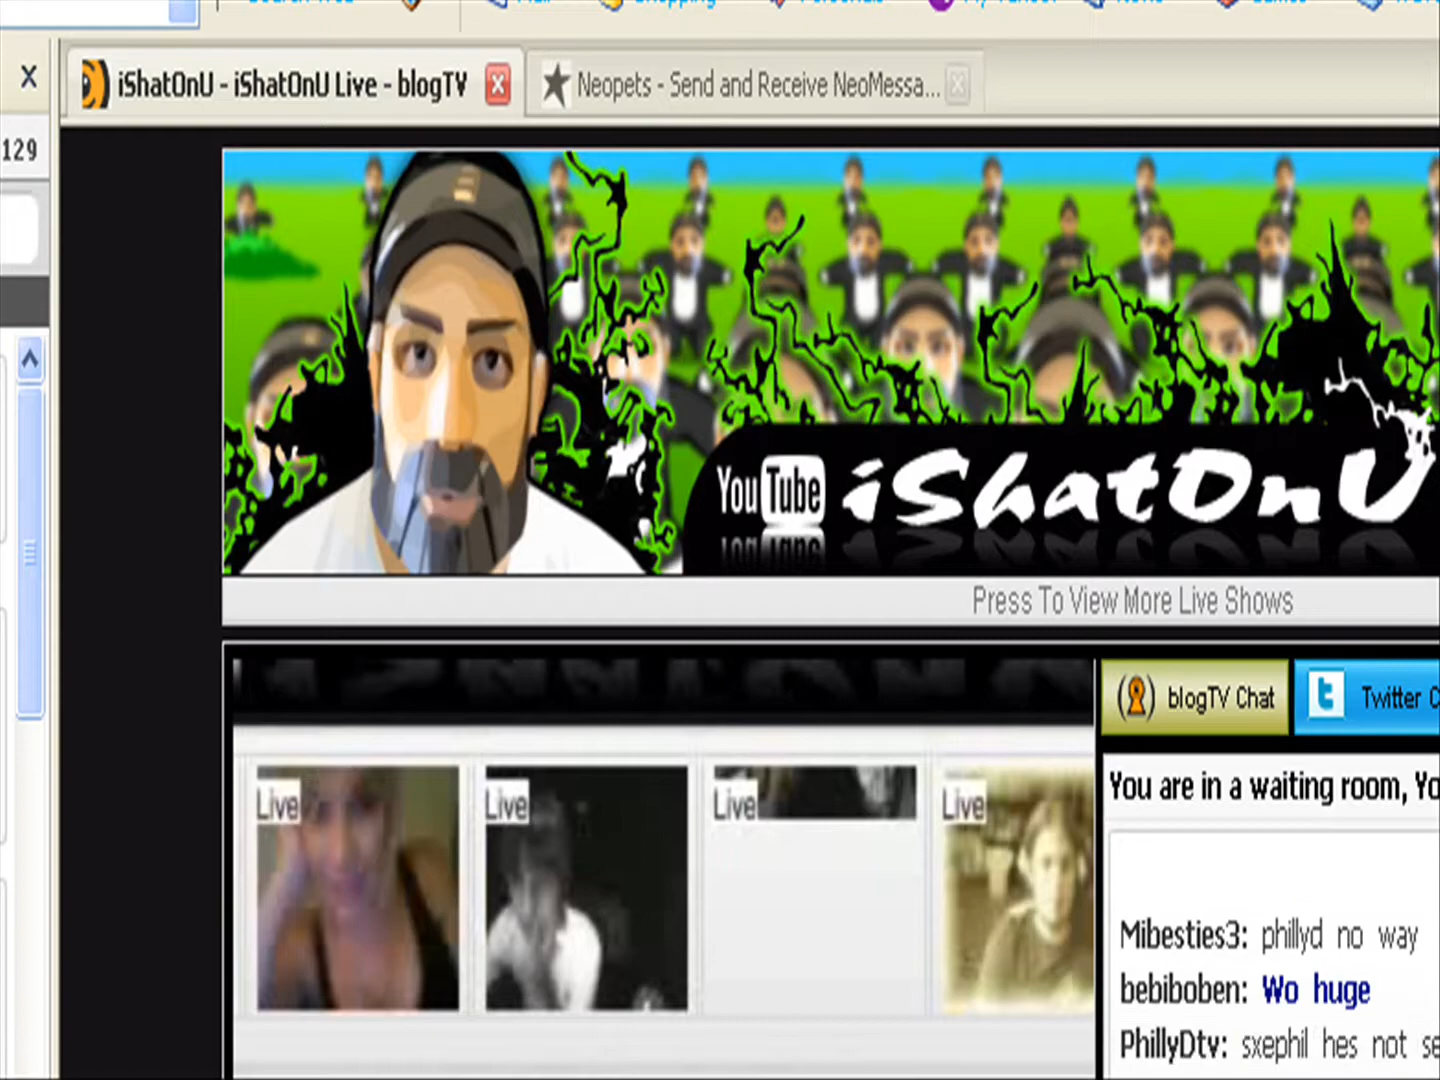 iShatOnU - iShatOnU Live - blogTV
Neopets - Send and Receive NeoMessa...
129
YouTube iShatOnU
Press To View More Live Shows
blogTV Chat
Twitter C
Live
Live
Live
Live
You are in a waiting room, Yo
Mibesties3: phillyd no way
bebiboben: Wo huge
PhillyDtv: sxephil hes not se